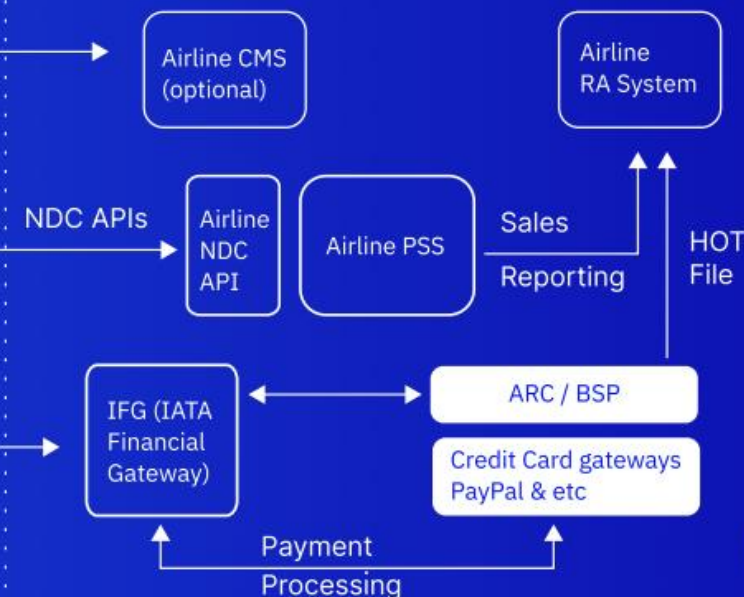 Airline CMS
(optional)
Airline
RA System
NDC APIs
Airline
NDC
API
Airline PSS
Sales
Reporting
HOT
File
IFG (IATA
Financial
Gateway)
ARC / BSP
Credit Card gateways
PayPal & etc
Payment
Processing